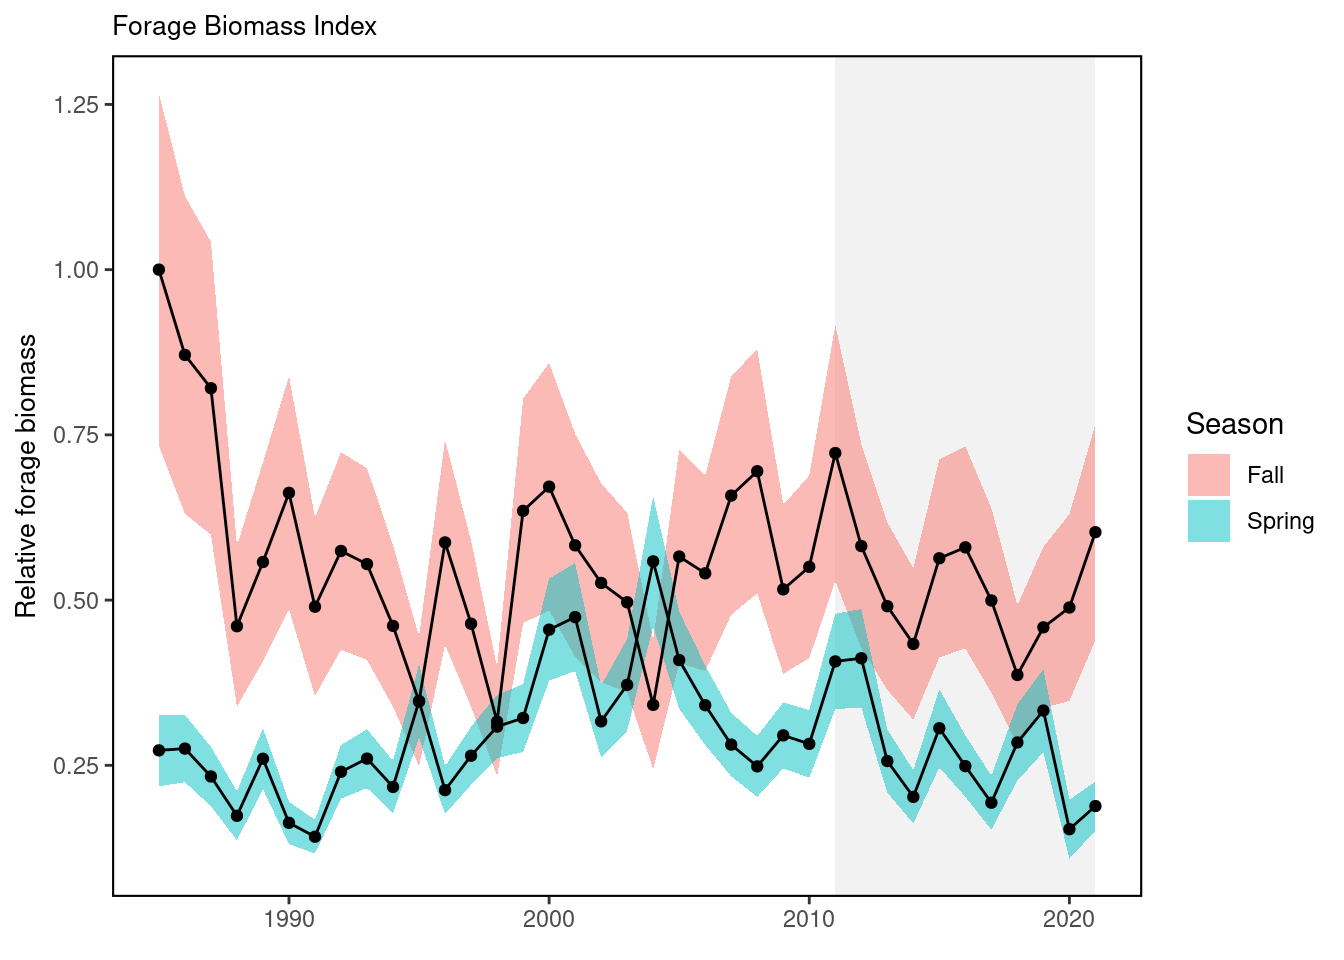 Forage Biomass Index
Relative forage biomass
1.25
1.00
0.75
0.50
0.25
1990
2000
2010
2020
Season
Fall
Spring